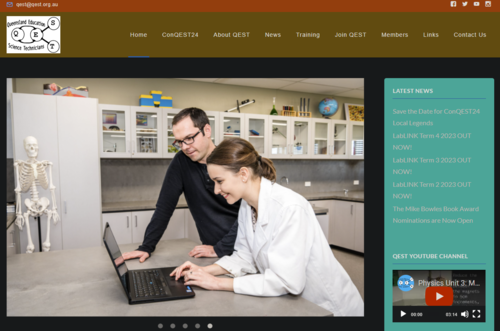 qest@qest.org.au
Queensland Education
Science Technicians
Q E S T
Home ConQEST24 About QEST News Training Join QEST Members Links Contact Us
LATEST NEWS
Save the Date for ConQEST24
Local Legends
LabLINK Term 4 2023 OUT
NOW!
LabLINK Term 3 2023 OUT
NOW!
LabLINK Term 2 2023 OUT
NOW!
The Mike Bowles Book Award
Nominations are Now Open
QEST YOUTUBE CHANNEL
Physics Unit 3; M...
00:00 03:14